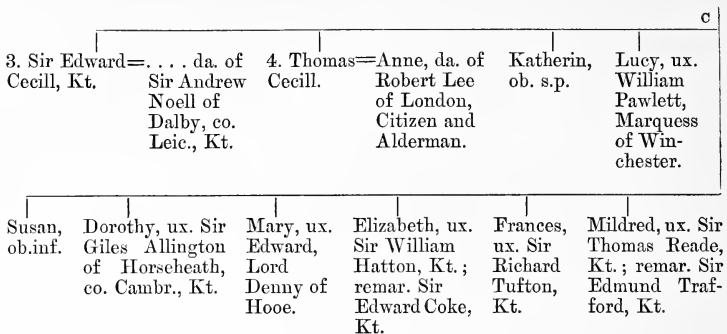 C
3. Sir Edward=.... da. of
Cecill, Kt.
Sir Andrew
Noell of
Dalby, co.
Leic., Kt.
4. Thomas=Anne, da. of
Cecill.
Robert Lee
of London,
Citizen and
Alderman.
Katherin,
ob. s.p.
Lucy, ux.
William
Pawlett,
Marquess
of Win-
chester.
Susan,
ob.inf.
Dorothy, ux. Sir
Giles Allington
of Horseheath,
co. Cambr., Kt.
Mary, ux.
Edward,
Lord
Denny of
Hooe.
Elizabeth, ux.
Sir William
Hatton, Kt.;
remar. Sir
Edward Coke,
Kt.
Frances,
ux. Sir
Richard
Tufton,
Kt.
Mildred, ux. Sir
Thomas Reade,
Kt.; remar. Sir
Edmund Traf-
ford, Kt.